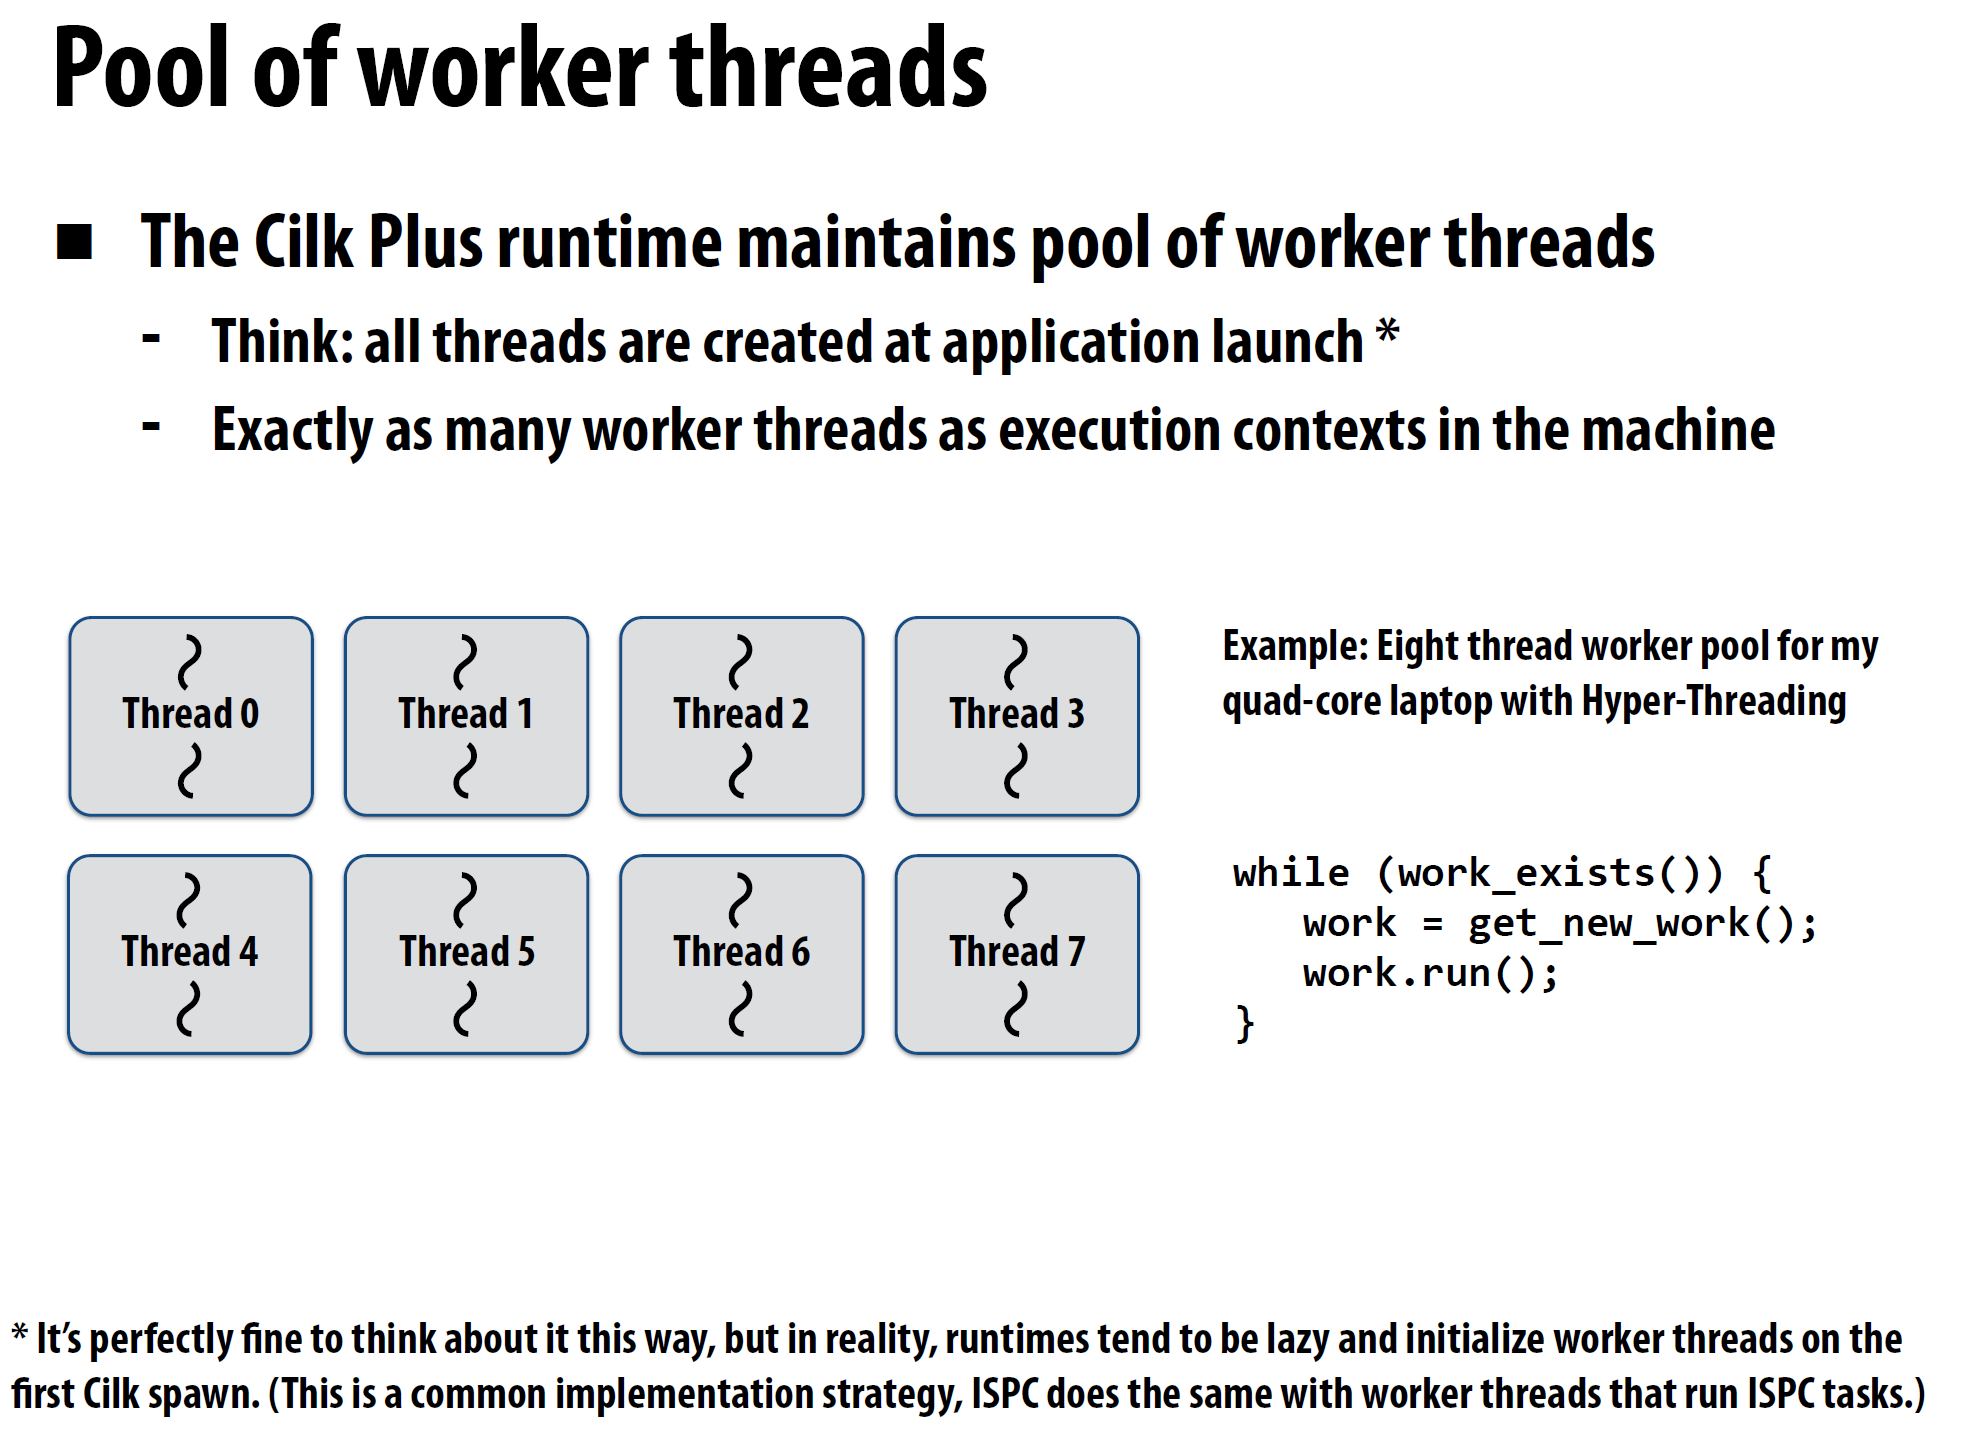 Pool of worker threads
■ The Cilk Plus runtime maintains pool of worker threads
- Think: all threads are created at application launch *
- Exactly as many worker threads as execution contexts in the machine
Thread 0
Thread 1
Thread 2
Thread 3
Example: Eight thread worker pool for my
quad-core laptop with Hyper-Threading
Thread 4
Thread 5
Thread 6
Thread 7
while (work_exists()) {
   work = get_new_work();
   work.run();
}
* It’s perfectly fine to think about it this way, but in reality, runtimes tend to be lazy and initialize worker threads on the
first Cilk spawn. (This is a common implementation strategy, ISPC does the same with worker threads that run ISPC tasks.)